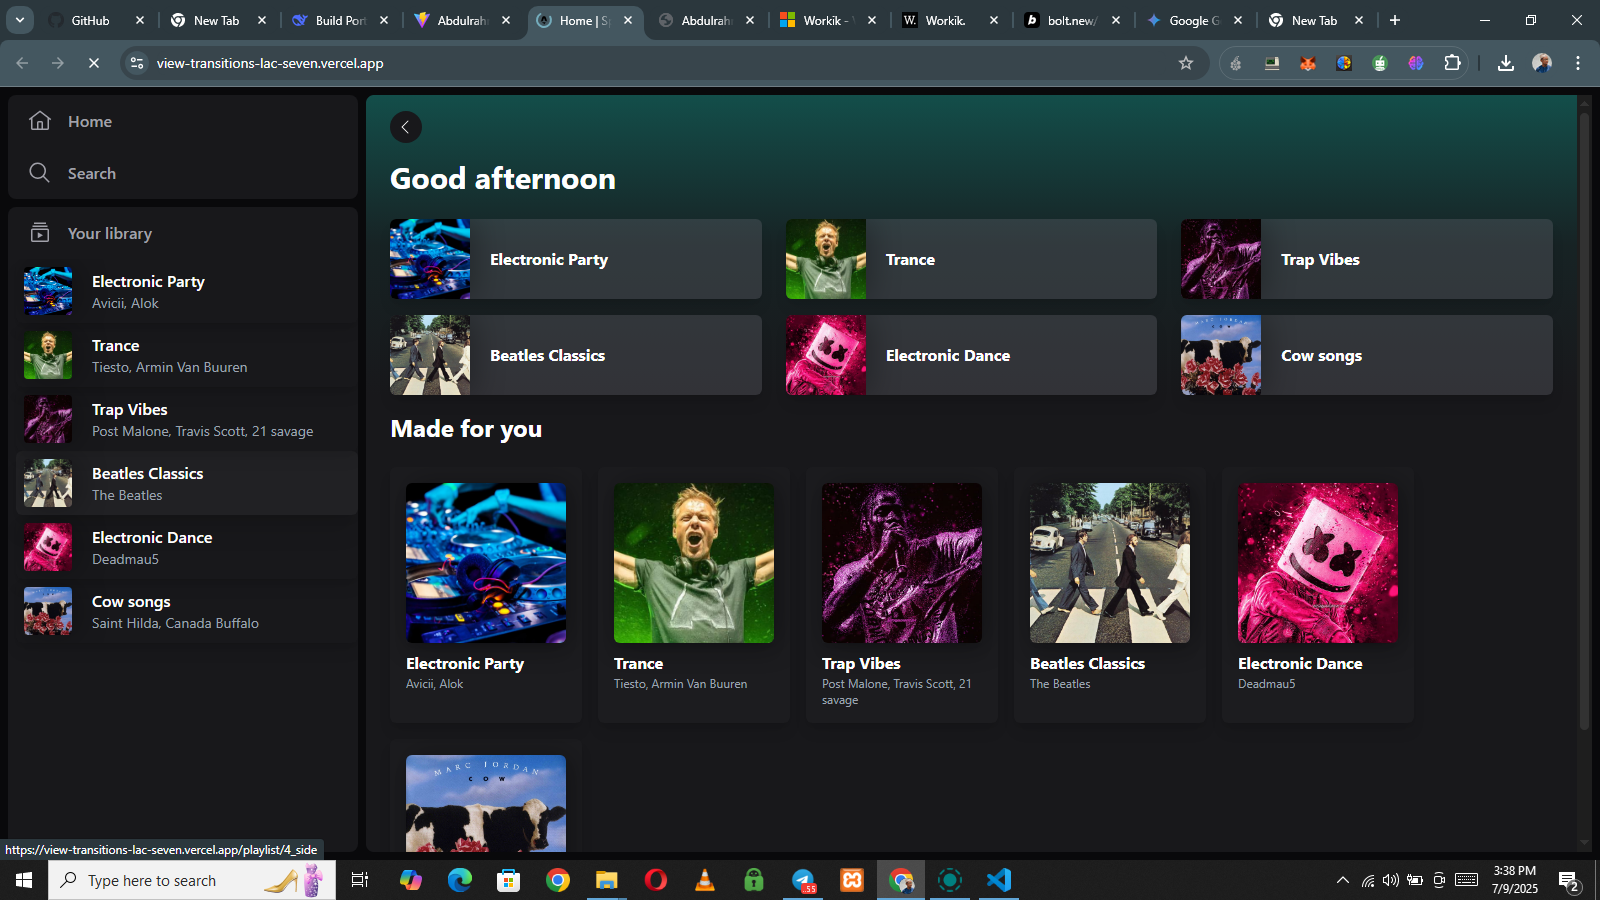 GitHub
New Tab
Build Port
Abdulrah
Home | Sp
Abdulrah
Workik -
Workik.
bolt.new/
Google G
New Tab
view-transitions-lac-seven.vercel.app
Home
Search
Your library
Electronic Party
Avicii, Alok
Trance
Tiesto, Armin Van Buuren
Trap Vibes
Post Malone, Travis Scott, 21 savage
Beatles Classics
The Beatles
Electronic Dance
Deadmau5
Cow songs
Saint Hilda, Canada Buffalo
Good afternoon
Electronic Party
Trance
Trap Vibes
Beatles Classics
Electronic Dance
Cow songs
Made for you
Electronic Party
Avicii, Alok
Trance
Tiesto, Armin Van Buuren
Trap Vibes
Post Malone, Travis Scott, 21
savage
Beatles Classics
The Beatles
Electronic Dance
Deadmau5
MARC JORDAN
COW
https://view-transitions-lac-seven.vercel.app/playlist/4_side
Type here to search
55
3:38 PM
7/9/2025
2